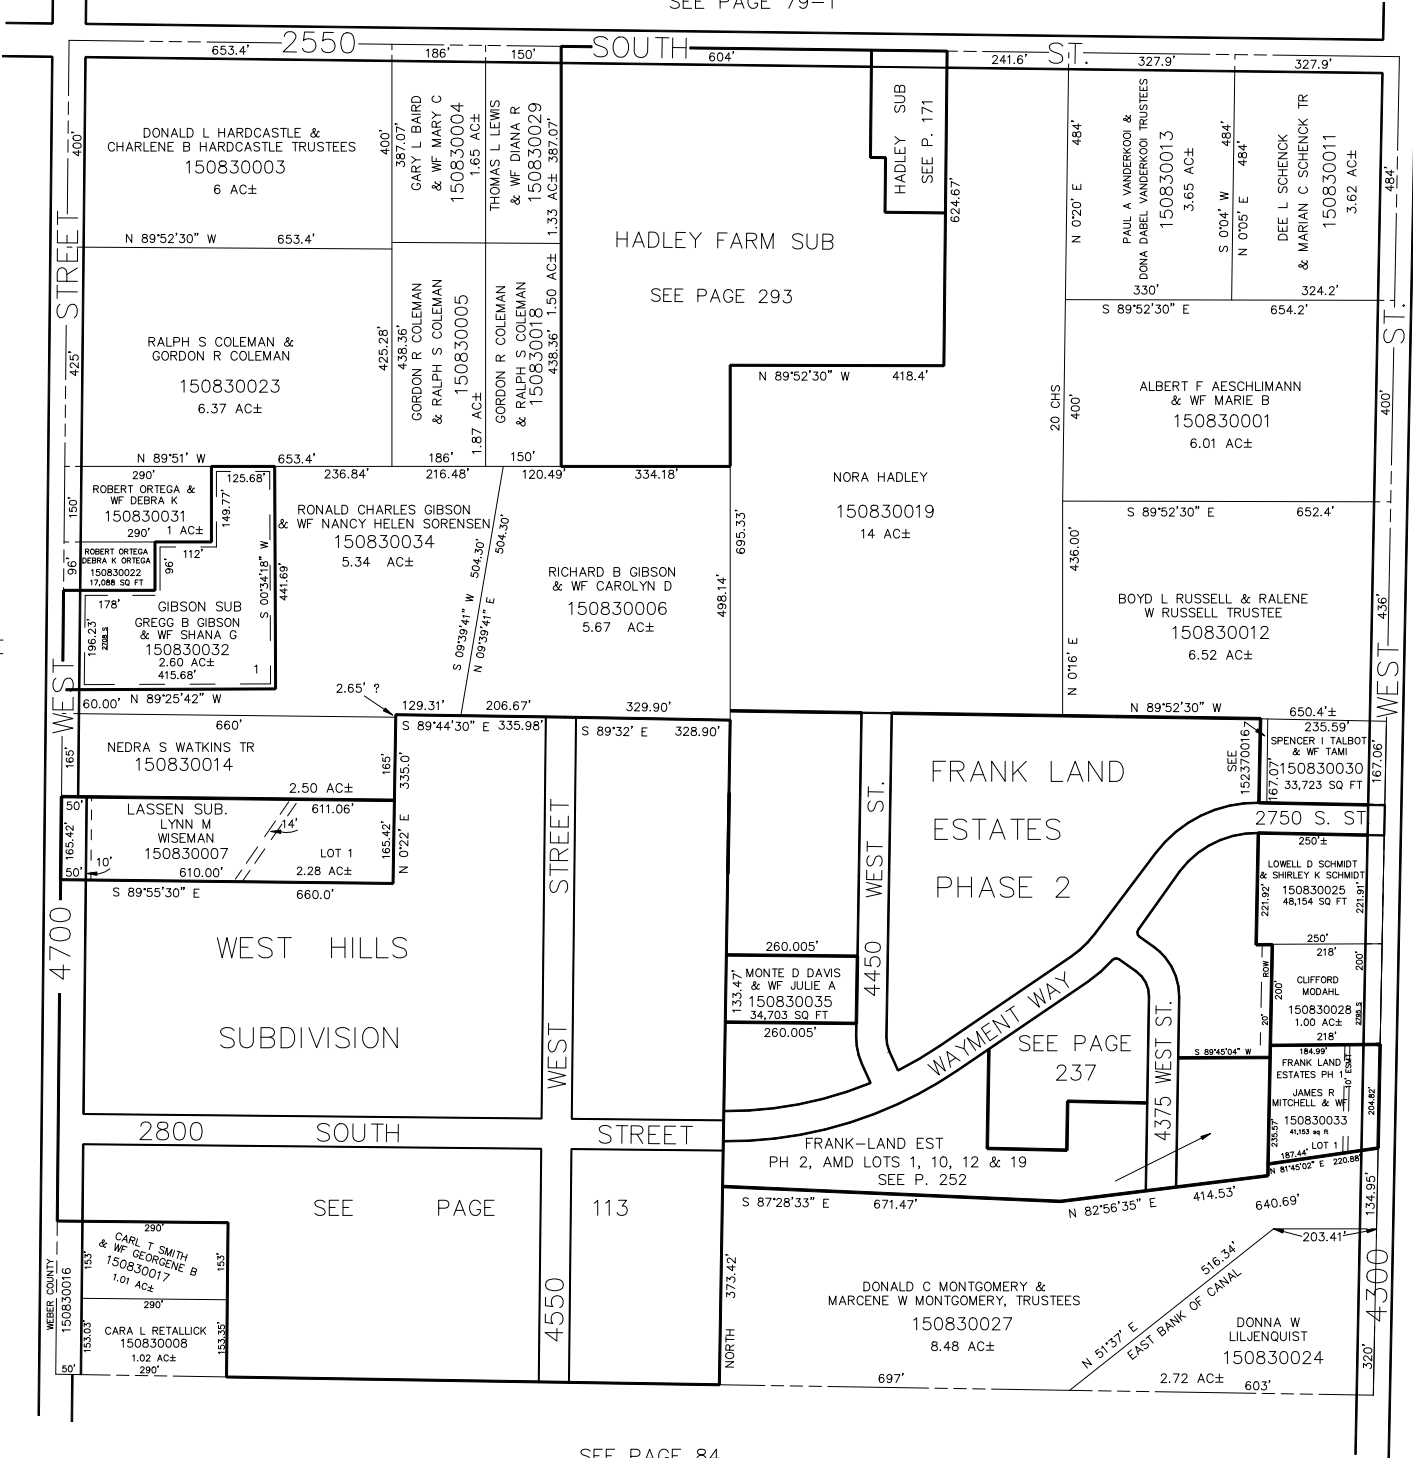 SEE PAGE 79-1
2550 SOUTH ST.
653.4'
186'
150'
604'
241.6'
327.9'
327.9'
400'
DONALD L HARDCASTLE &
CHARLENE B HARDCASTLE TRUSTEES
150830003
6 AC±
400'
387.07'
GARY L BAIRD
& WF MARY C
150830004
1.65 AC±
THOMAS L LEWIS
& WF DIANA R
150830029
1.33 AC±
387.07'
HADLEY FARM SUB
SEE PAGE 293
HADLEY SUB
SEE P. 171
624.67'
N 0°20' E
484'
PAUL A VANDERKOOI &
DONA DABEL VANDERKOOI TRUSTEES
150830013
3.65 AC±
S 0°04' W
484'
N 0°05' E
484'
DEE L SCHENCK
& MARIAN C SCHENCK TR
150830011
3.62 AC±
484'
N 89°52'30" W
653.4'
330'
324.2'
S 89°52'30" E
654.2'
425'
RALPH S COLEMAN &
GORDON R COLEMAN
150830023
6.37 AC±
425.28'
438.36'
GORDON R COLEMAN
& RALPH S COLEMAN
150830005
1.87 AC±
GORDON R COLEMAN
& RALPH S COLEMAN
150830018
1.50 AC±
438.36'
N 89°52'30" W
418.4'
20 CHS
400'
ALBERT F AESCHLIMANN
& WF MARIE B
150830001
6.01 AC±
400'
N 89°51' W
653.4'
186'
150'
290'
125.68'
236.84'
216.48'
120.49'
334.18'
ROBERT ORTEGA &
WF DEBRA K
150830031
1 AC±
290'
150'
149.77'
112'
RONALD CHARLES GIBSON
& WF NANCY HELEN SORENSEN
150830034
5.34 AC±
NORA HADLEY
150830019
14 AC±
695.33'
498.14'
S 89°52'30" E
652.4'
ROBERT ORTEGA
DEBRA K ORTEGA
150830022
17,088 SQ FT
96'
96'
178'
GIBSON SUB
GREGG B GIBSON
& WF SHANA G
150830032
2.60 AC±
415.68'
1
196.23'
2708 S
S 00°34'18" W
441.69'
S 09°39'41" W
504.30'
N 09°39'41" E
504.30'
RICHARD B GIBSON
& WF CAROLYN D
150830006
5.67 AC±
436.00'
N 0°16' E
BOYD L RUSSELL & RALENE
W RUSSELL TRUSTEE
150830012
6.52 AC±
436'
60.00'
N 89°25'42" W
2.65' ?
129.31'
206.67'
329.90'
N 89°52'30" W
650.4'±
660'
S 89°44'30" E
335.98'
S 89°32' E
328.90'
165'
NEDRA S WATKINS TR
150830014
2.50 AC±
165'
335.0'
N 0°22' E
235.59'
SPENCER I TALBOT
& WF TAMI
150830030
33,723 SQ FT
167.07'
167.06'
SEE
152370016
FRANK LAND
ESTATES
PHASE 2
50'
165.42'
50'
10'
LASSEN SUB.
LYNN M
WISEMAN
150830007
611.06'
14'
LOT 1
610.00'
2.28 AC±
165.42'
S 89°55'30" E
660.0'
2750 S. ST.
250'±
LOWELL D SCHMIDT
& SHIRLEY K SCHMIDT
150830025
48,154 SQ FT
221.92'
221.91'
250'
WEST HILLS
SUBDIVISION
4550 WEST STREET
4450 WEST ST.
260.005'
MONTE D DAVIS
& WF JULIE A
150830035
34,703 SQ FT
133.47'
260.005'
WAYMENT WAY
SEE PAGE
237
4375 WEST ST.
ROW
20'
218'
CLIFFORD
MODAHL
150830028
1.00 AC±
200'
200'
2795 S
218'
S 89°45'04" W
184.99'
FRANK LAND
ESTATES PH 1
JAMES R
MITCHELL & WF
150830033
41,153 sq ft
LOT 1
10' ESMT
235.57'
204.82'
187.44'
N 81°45'02" E
220.88'
2800 SOUTH STREET
FRANK-LAND EST
PH 2, AMD LOTS 1, 10, 12 & 19
SEE P. 252
S 87°28'33" E
671.47'
N 82°56'35" E
414.53'
640.69'
134.95'
SEE PAGE 113
290'
CARL T SMITH
& WF GEORGENE B
150830017
1.01 AC±
153'
153'
290'
CARA L RETALLICK
150830008
1.02 AC±
153.03'
153.35'
290'
50'
WEBER COUNTY
150830016
373.42'
NORTH
DONALD C MONTGOMERY &
MARCENE W MONTGOMERY, TRUSTEES
150830027
8.48 AC±
697'
516.34'
N 51°37' E
EAST BANK OF CANAL
203.41'
DONNA W
LILJENQUIST
150830024
2.72 AC±
603'
320'
4700 WEST STREET
4300 WEST ST.
SEE PAGE 84